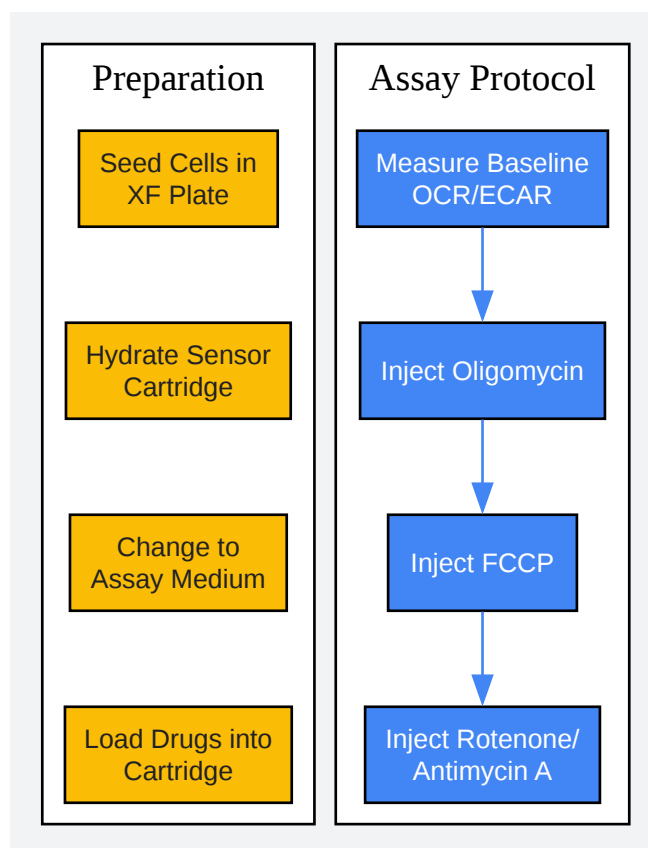 Preparation
Seed Cells in
XF Plate
Hydrate Sensor
Cartridge
Change to
Assay Medium
Load Drugs into
Cartridge
Assay Protocol
Measure Baseline
OCR/ECAR
Inject Oligomycin
Inject FCCP
Inject Rotenone/
Antimycin A